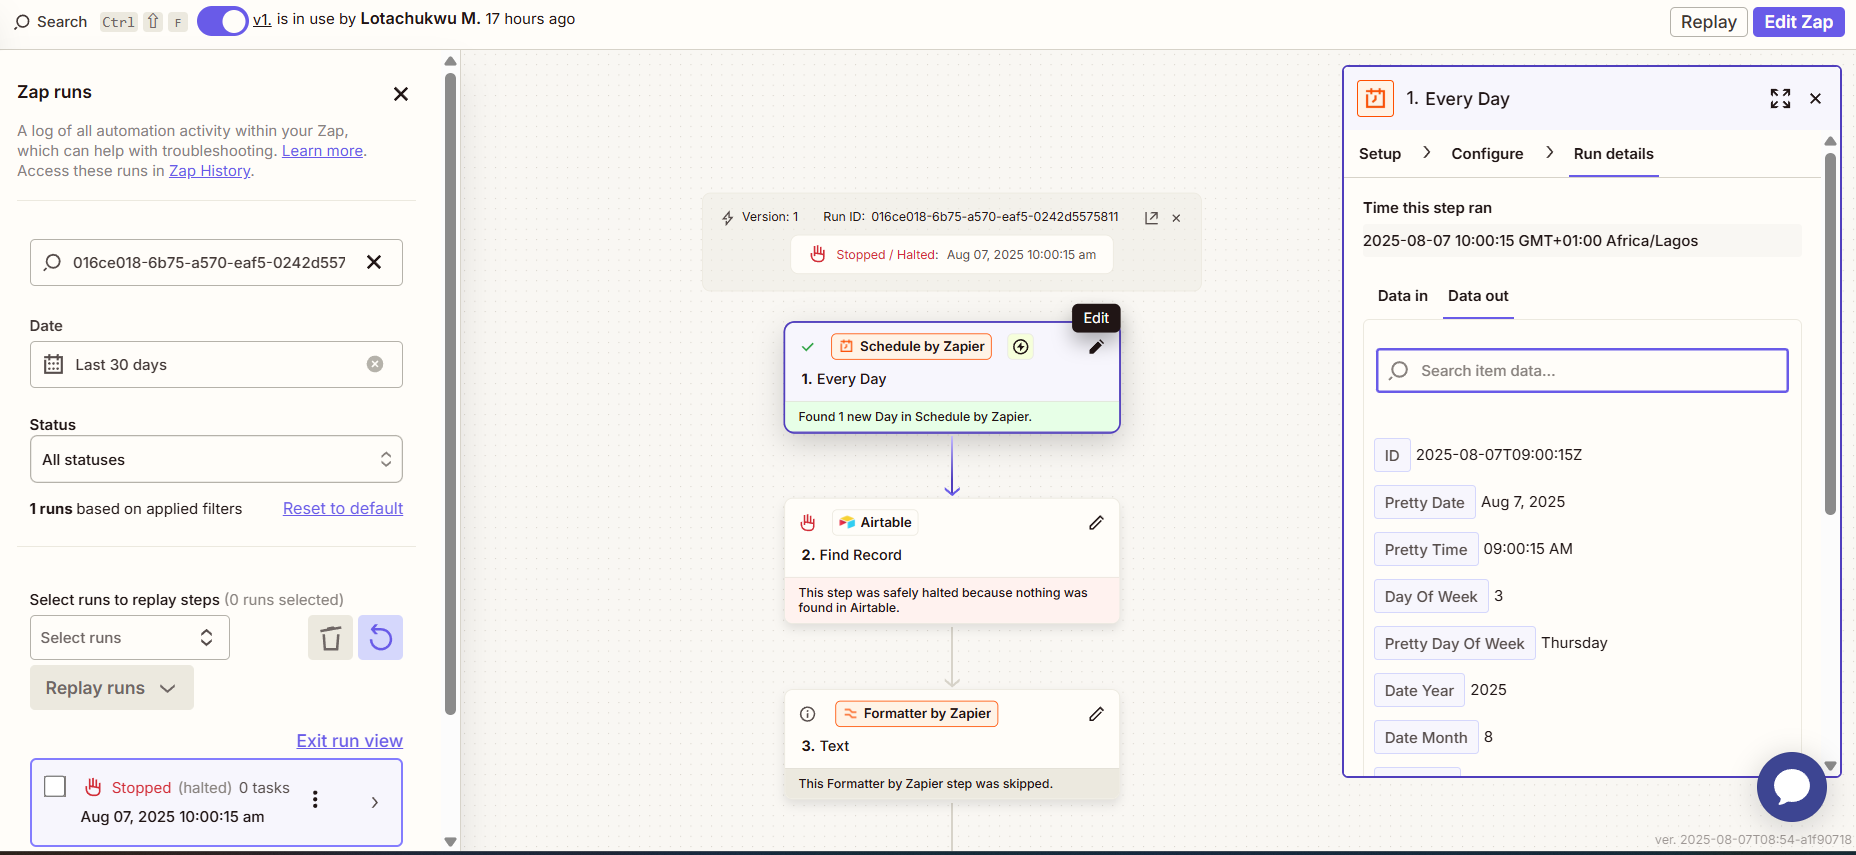 Search Ctrl ⇧ F v1. is in use by Lotachukwu M. 17 hours ago
Replay Edit Zap
Zap runs
A log of all automation activity within your Zap,
which can help with troubleshooting. Learn more.
Access these runs in Zap History.
016ce018-6b75-a570-eaf5-0242d557
Date
Last 30 days
Status
All statuses
1 runs based on applied filters Reset to default
Select runs to replay steps (0 runs selected)
Select runs
Replay runs
Exit run view
Stopped (halted) 0 tasks
Aug 07, 2025 10:00:15 am
Version: 1 Run ID: 016ce018-6b75-a570-eaf5-0242d5575811
Stopped / Halted: Aug 07, 2025 10:00:15 am
Edit
Schedule by Zapier
1. Every Day
Found 1 new Day in Schedule by Zapier.
Airtable
2. Find Record
This step was safely halted because nothing was
found in Airtable.
Formatter by Zapier
3. Text
This Formatter by Zapier step was skipped.
1. Every Day
Setup Configure Run details
Time this step ran
2025-08-07 10:00:15 GMT+01:00 Africa/Lagos
Data in Data out
Search item data...
ID 2025-08-07T09:00:15Z
Pretty Date Aug 7, 2025
Pretty Time 09:00:15 AM
Day Of Week 3
Pretty Day Of Week Thursday
Date Year 2025
Date Month 8
ver. 2025-08-07T08:54-a1f90718